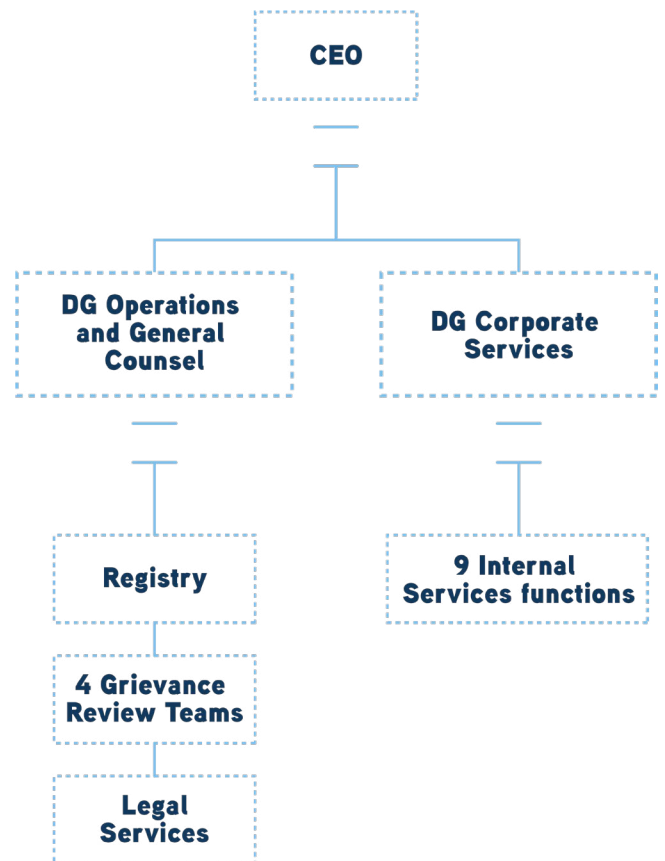 CEO
DG Operations
and General
Counsel
DG Corporate
Services
Registry
9 Internal
Services functions
4 Grievance
Review Teams
Legal
Services